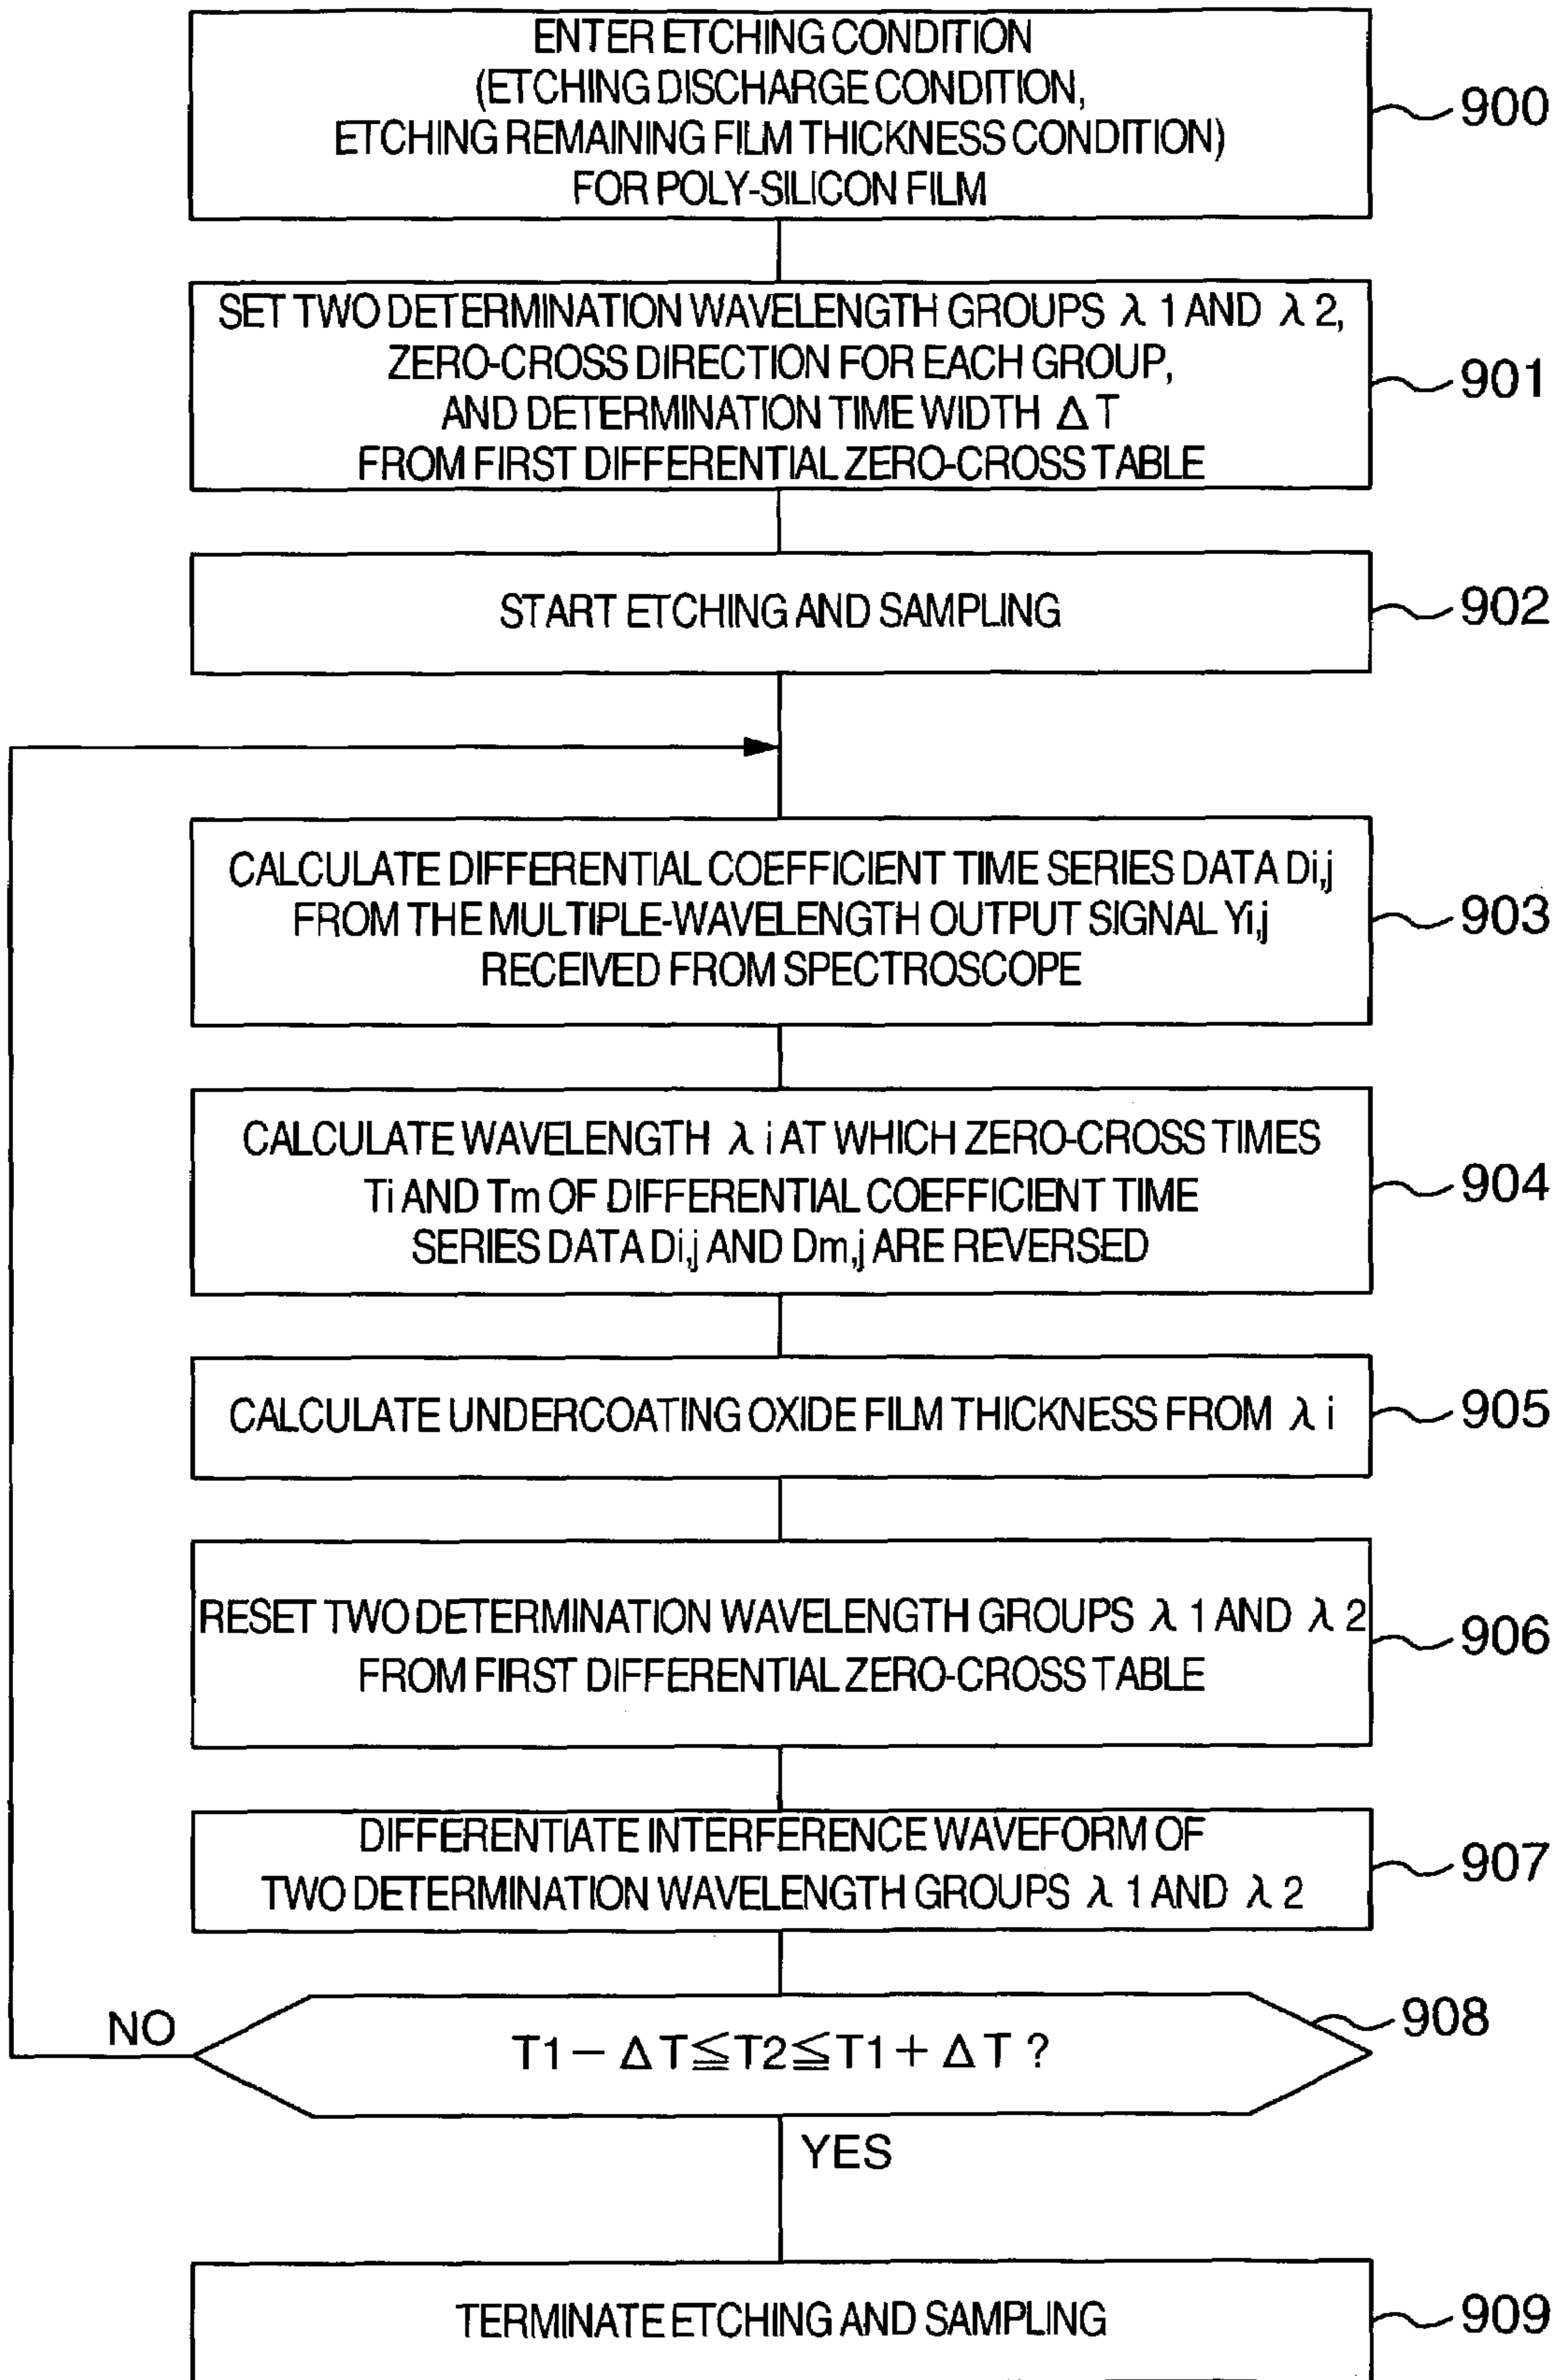 ENTER ETCHING CONDITION
(ETCHING DISCHARGE CONDITION,
ETCHING REMAINING FILM THICKNESS CONDITION)
FOR POLY-SILICON FILM
900
SET TWO DETERMINATION WAVELENGTH GROUPS λ 1 AND λ 2,
ZERO-CROSS DIRECTION FOR EACH GROUP,
AND DETERMINATION TIME WIDTH Δ T
FROM FIRST DIFFERENTIAL ZERO-CROSS TABLE
901
START ETCHING AND SAMPLING
902
CALCULATE DIFFERENTIAL COEFFICIENT TIME SERIES DATA Di,j
FROM THE MULTIPLE-WAVELENGTH OUTPUT SIGNAL Yi,j
RECEIVED FROM SPECTROSCOPE
903
CALCULATE WAVELENGTH λ i AT WHICH ZERO-CROSS TIMES
Ti AND Tm OF DIFFERENTIAL COEFFICIENT TIME
SERIES DATA Di,j AND Dm,j ARE REVERSED
904
CALCULATE UNDERCOATING OXIDE FILM THICKNESS FROM λ i
905
RESET TWO DETERMINATION WAVELENGTH GROUPS λ 1 AND λ 2
FROM FIRST DIFFERENTIAL ZERO-CROSS TABLE
906
DIFFERENTIATE INTERFERENCE WAVEFORM OF
TWO DETERMINATION WAVELENGTH GROUPS λ 1 AND λ 2
907
NO
T1－ΔT≦T2≦T1＋ΔT ?
908
YES
TERMINATE ETCHING AND SAMPLING
909